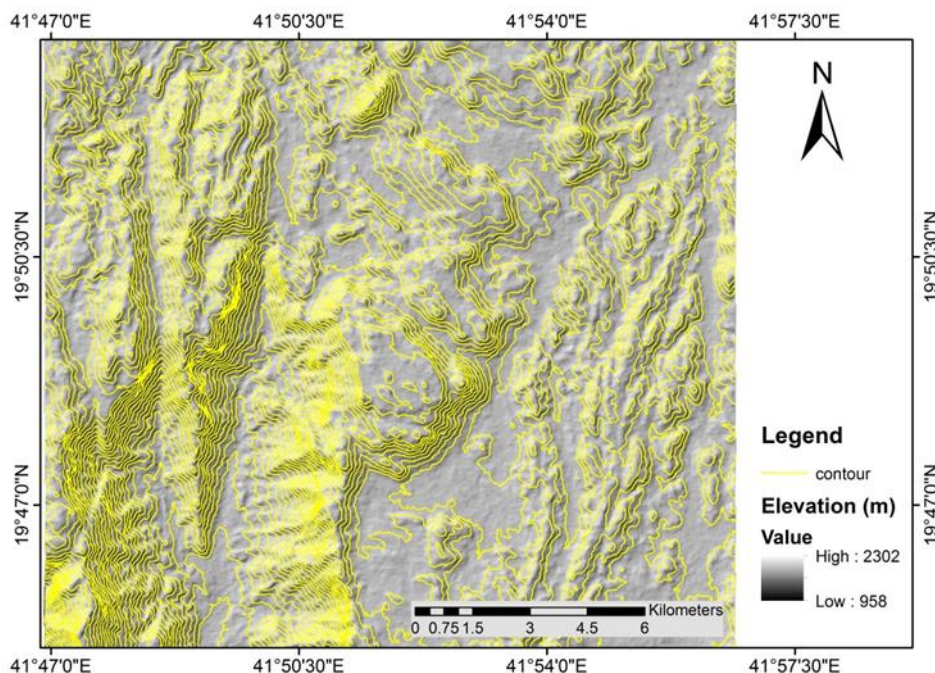 41°47'0"E 41°50'30"E 41°54'0"E 41°57'30"E
N
19°50'30"N 19°50'30"N
Legend
contour
19°47'0"N 19°47'0"N
Elevation (m)
Value
High : 2302
Low : 958
Kilometers
0 0.75 1.5 3 4.5 6
41°47'0"E 41°50'30"E 41°54'0"E 41°57'30"E